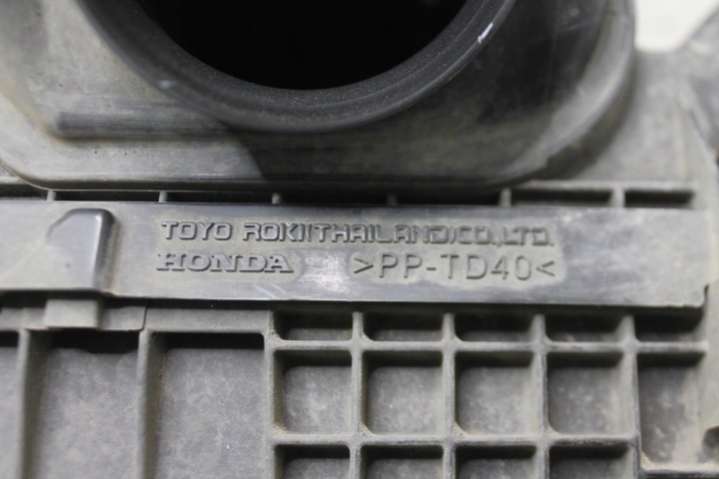 TOYO ROKI(THAILAND)CO.,LTD.
HONDA >PP-TD40<